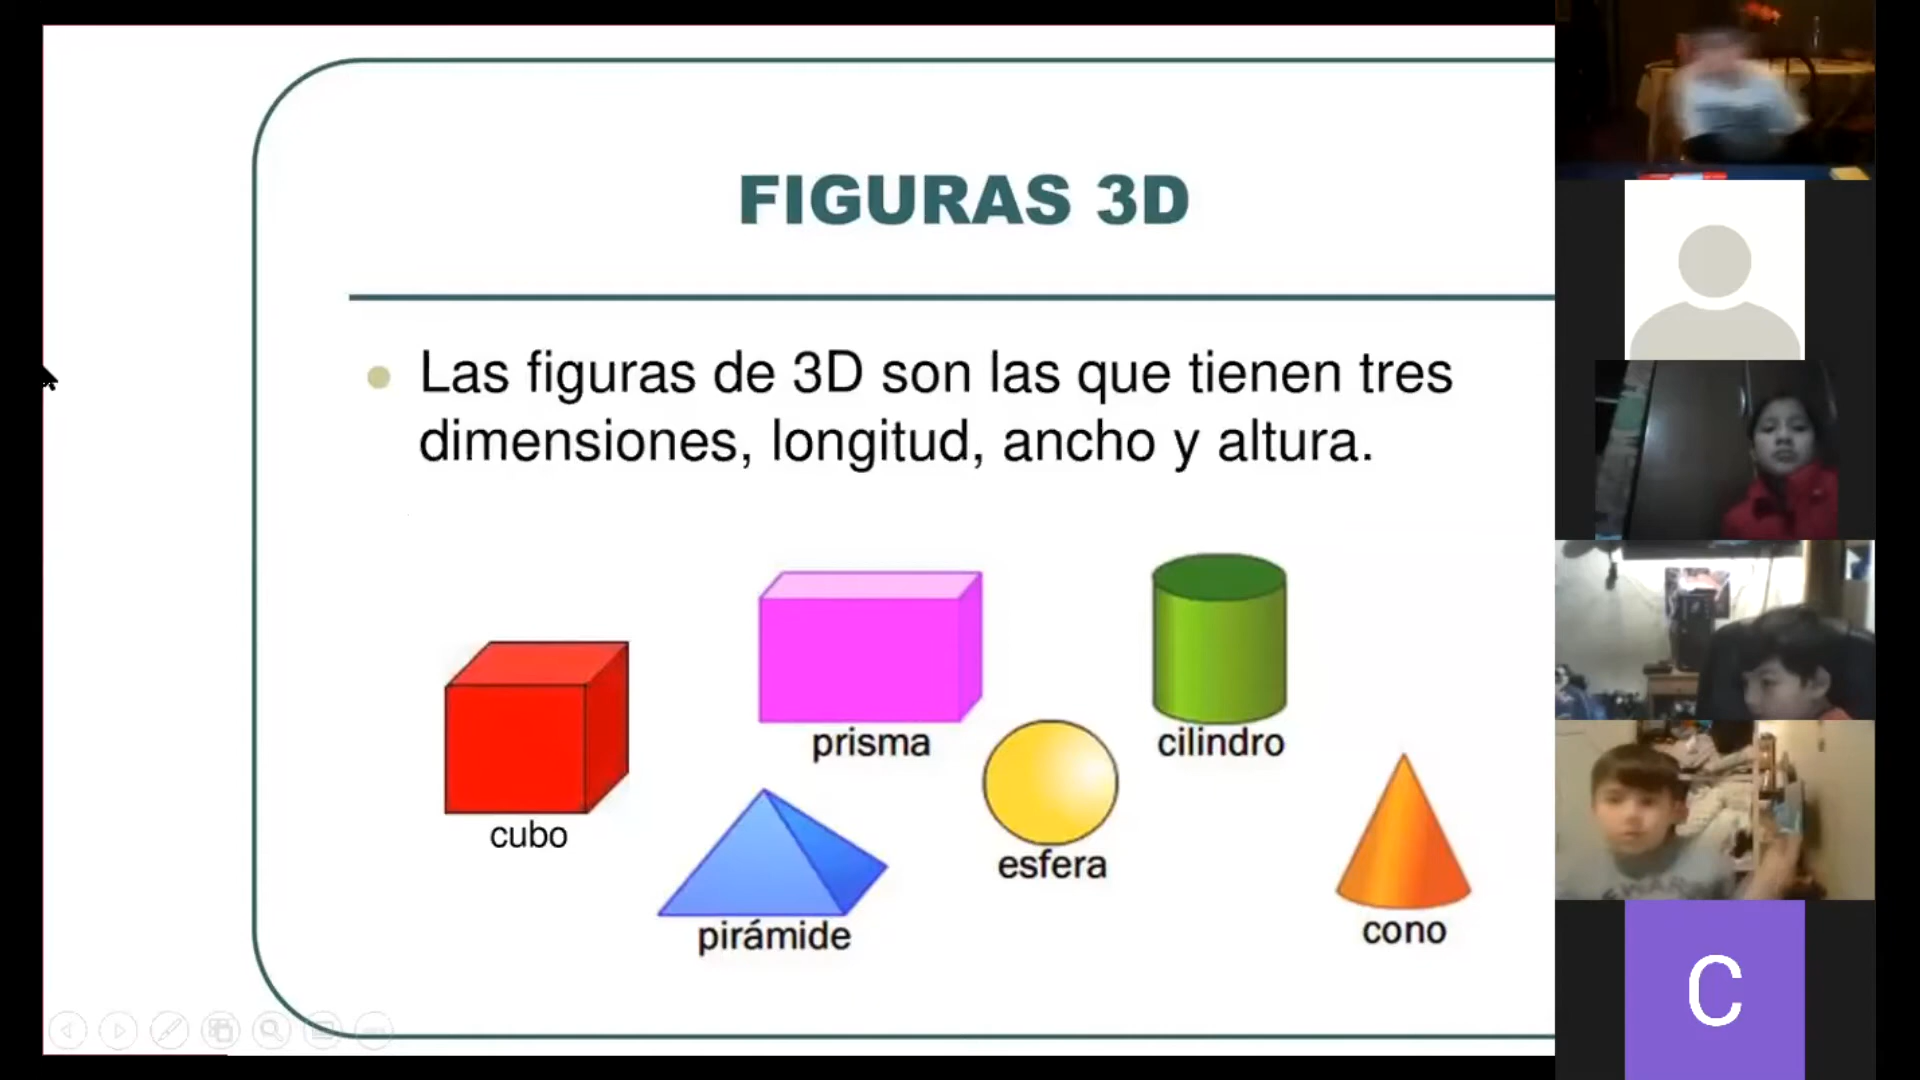 FIGURAS 3D
Las figuras de 3D son las que tienen tres
dimensiones, longitud, ancho y altura.
prisma
cilindro
cubo
esfera
pirámide
cono
C